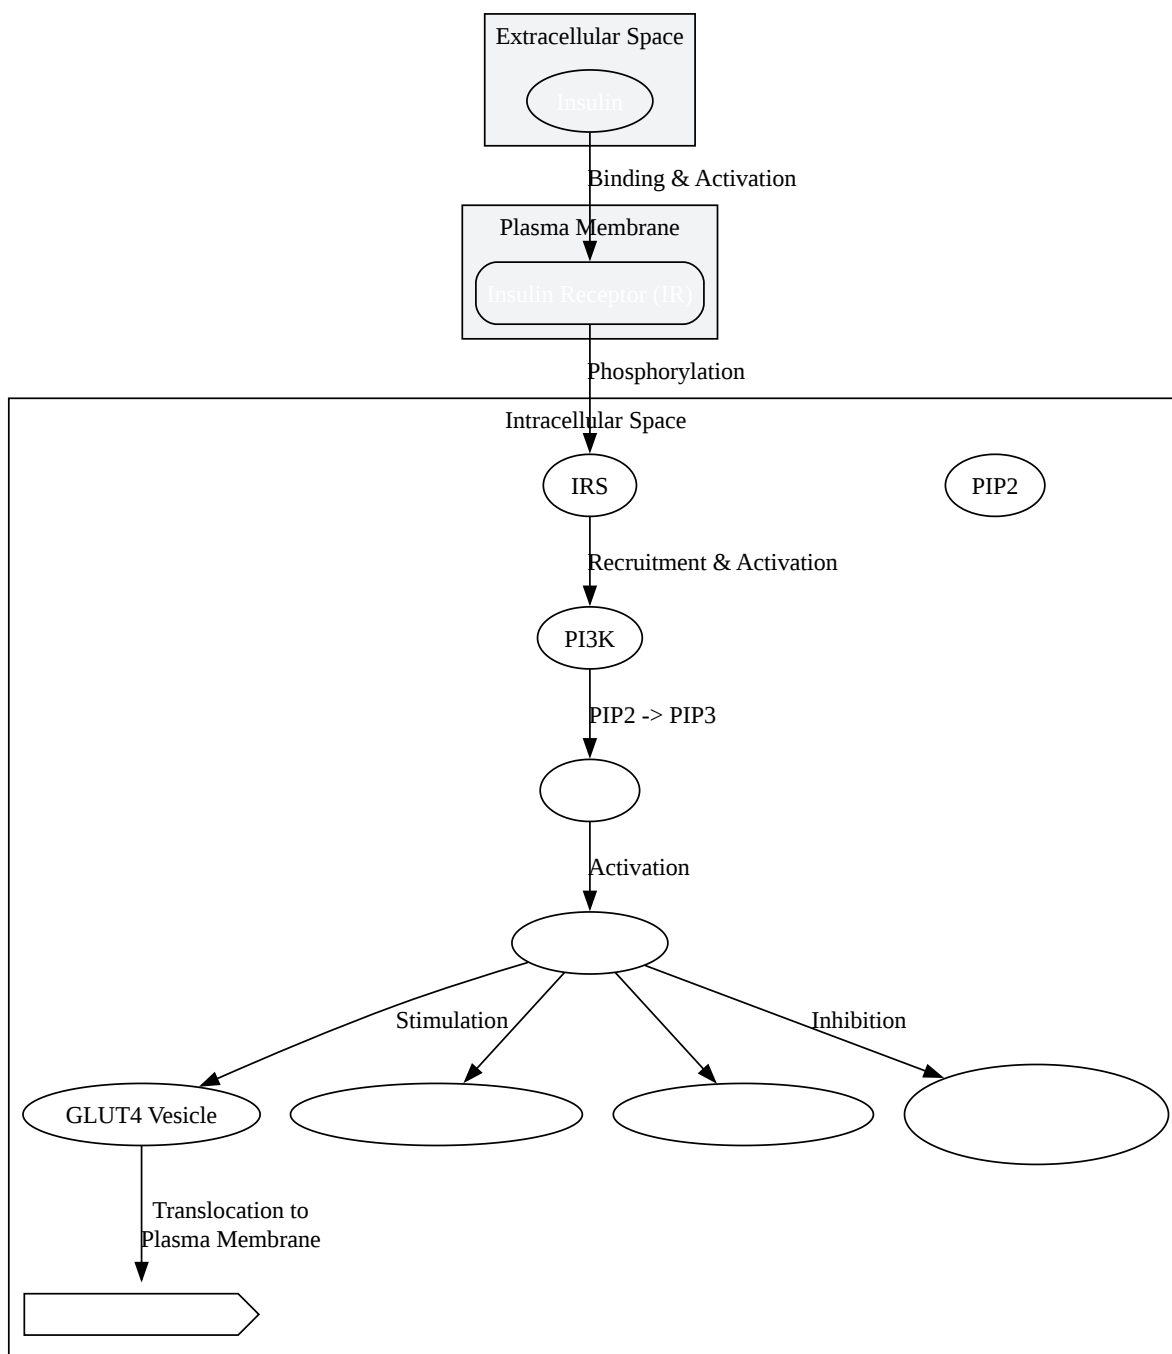 Extracellular Space
Insulin
Binding & Activation
Plasma Membrane
Insulin Receptor (IR)
Phosphorylation
Intracellular Space
IRS
PIP2
Recruitment & Activation
PI3K
PIP2 -> PIP3
Activation
Stimulation
Inhibition
GLUT4 Vesicle
Translocation to
Plasma Membrane